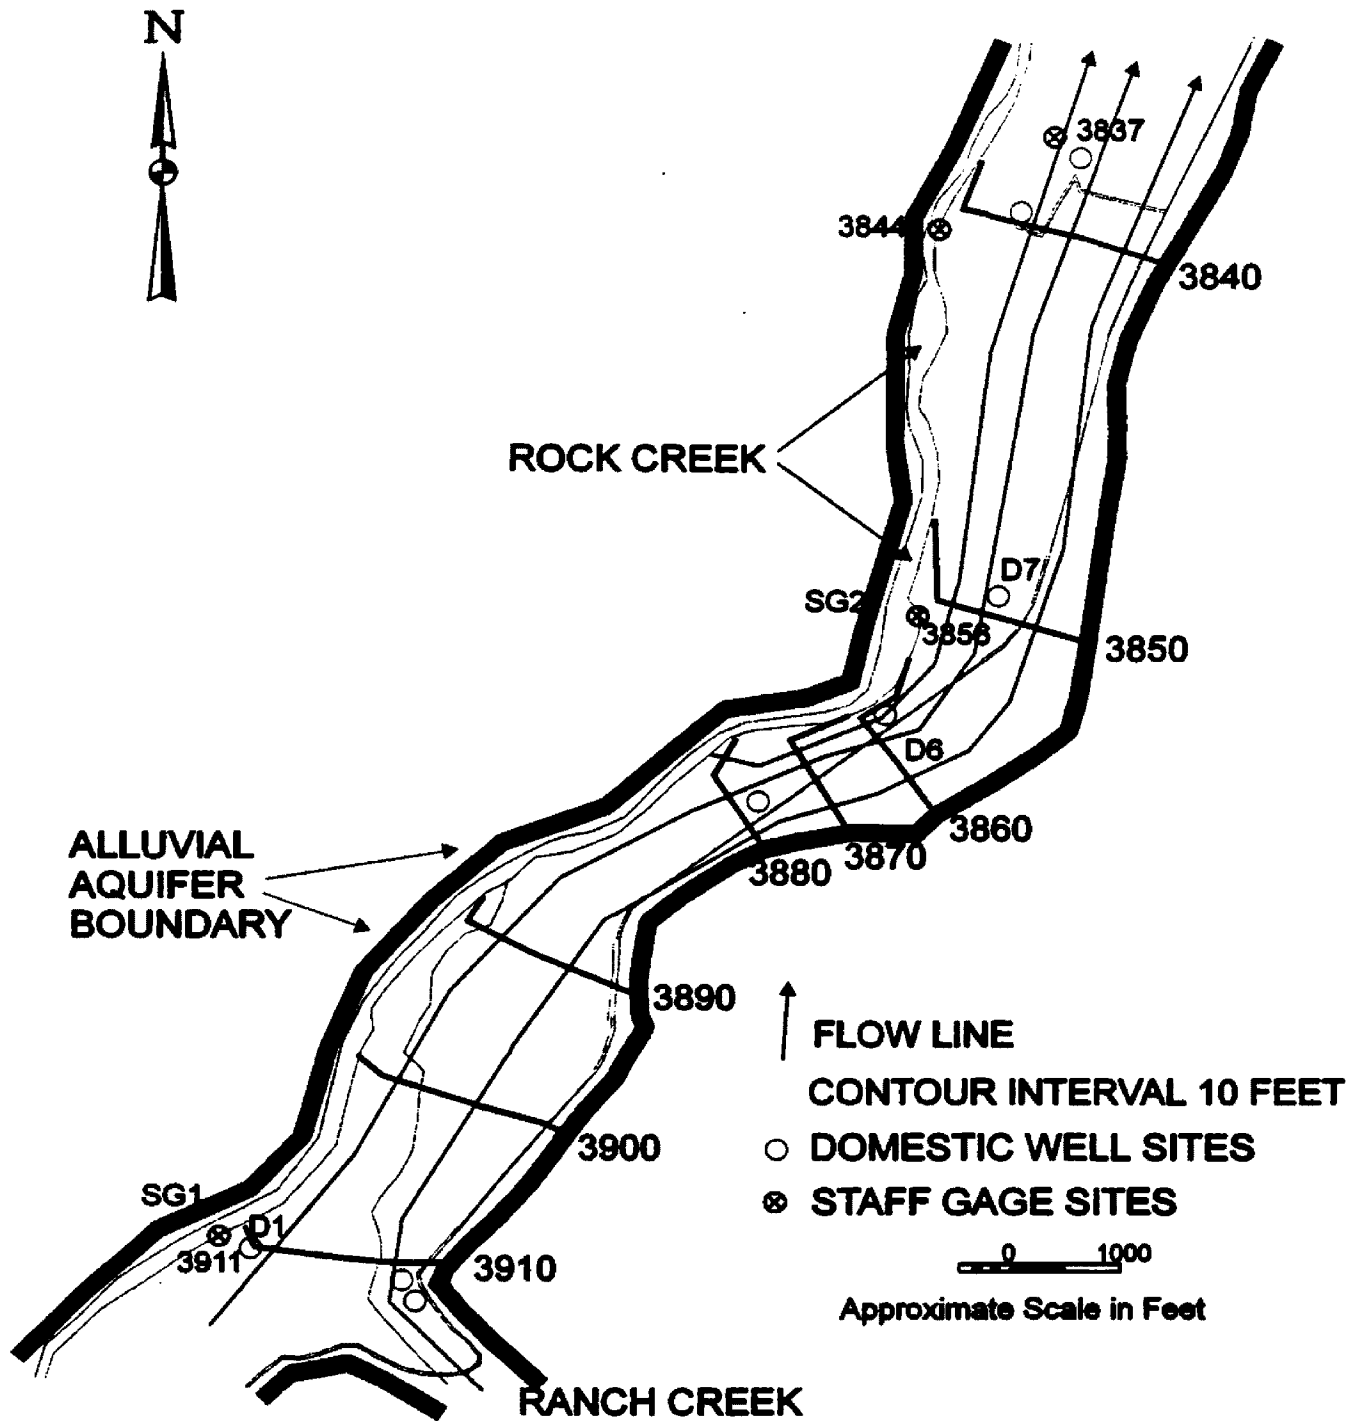 N
3837
3844
3840
ROCK CREEK
D7
SG2
3856
3850
D6
3860
3870
3880
ALLUVIAL
AQUIFER
BOUNDARY
3890
FLOW LINE
CONTOUR INTERVAL 10 FEET
3900
DOMESTIC WELL SITES
SG1
STAFF GAGE SITES
D1
3911
3910
0 1000
Approximate Scale in Feet
RANCH CREEK